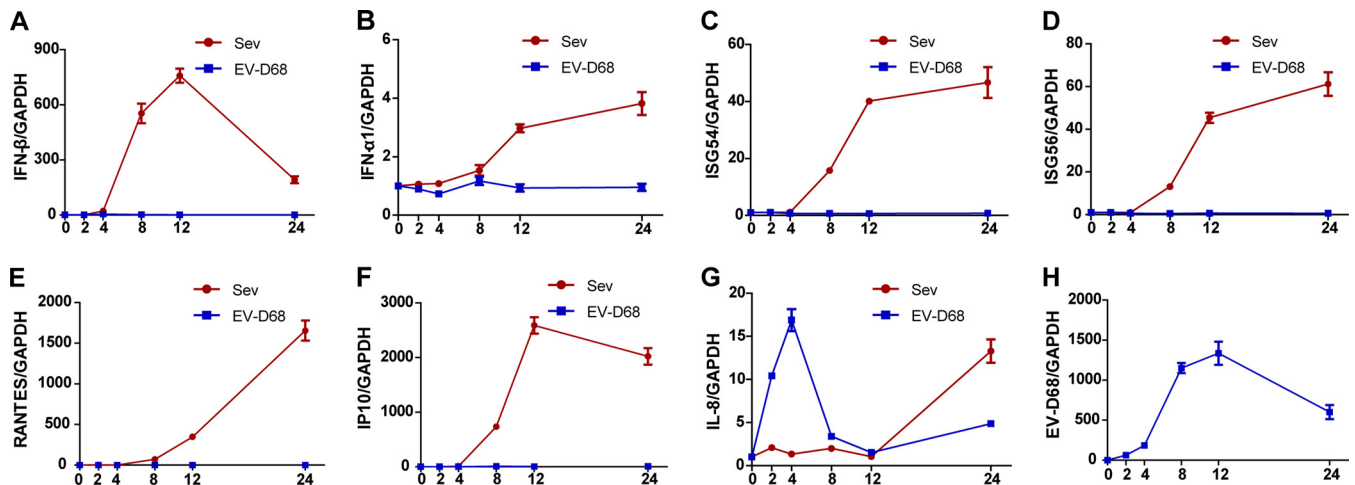 A
IFN-β/GAPDH
900
600
300
0
0 2 4 8 12 24
Sev
EV-D68
B
IFN-α1/GAPDH
6
4
2
0
0 2 4 8 12 24
Sev
EV-D68
C
ISG54/GAPDH
60
40
20
0
0 2 4 8 12 24
Sev
EV-D68
D
ISG56/GAPDH
80
60
40
20
0
0 2 4 8 12 24
Sev
EV-D68
E
RANTES/GAPDH
2000
1500
1000
500
0
0 2 4 8 12 24
Sev
EV-D68
F
IP10/GAPDH
3000
2000
1000
0
0 2 4 8 12 24
Sev
EV-D68
G
IL-8/GAPDH
20
15
10
5
0
0 2 4 8 12 24
Sev
EV-D68
H
EV-D68/GAPDH
2000
1500
1000
500
0
0 2 4 8 12 24